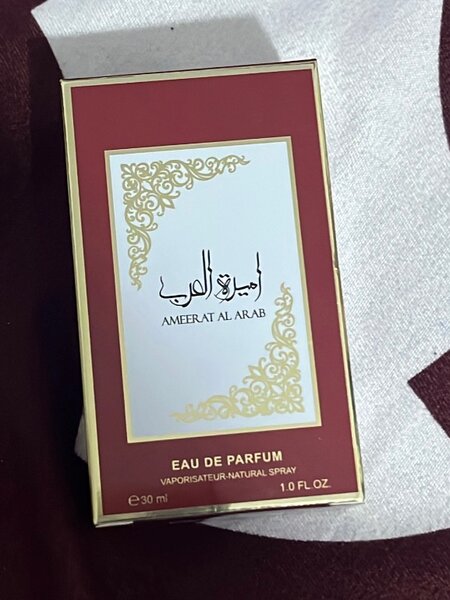 اميرة العرب
AMEERAT AL ARAB
EAU DE PARFUM
VAPORISATEUR-NATURAL SPRAY
℮30 ml 1.0 FL OZ.